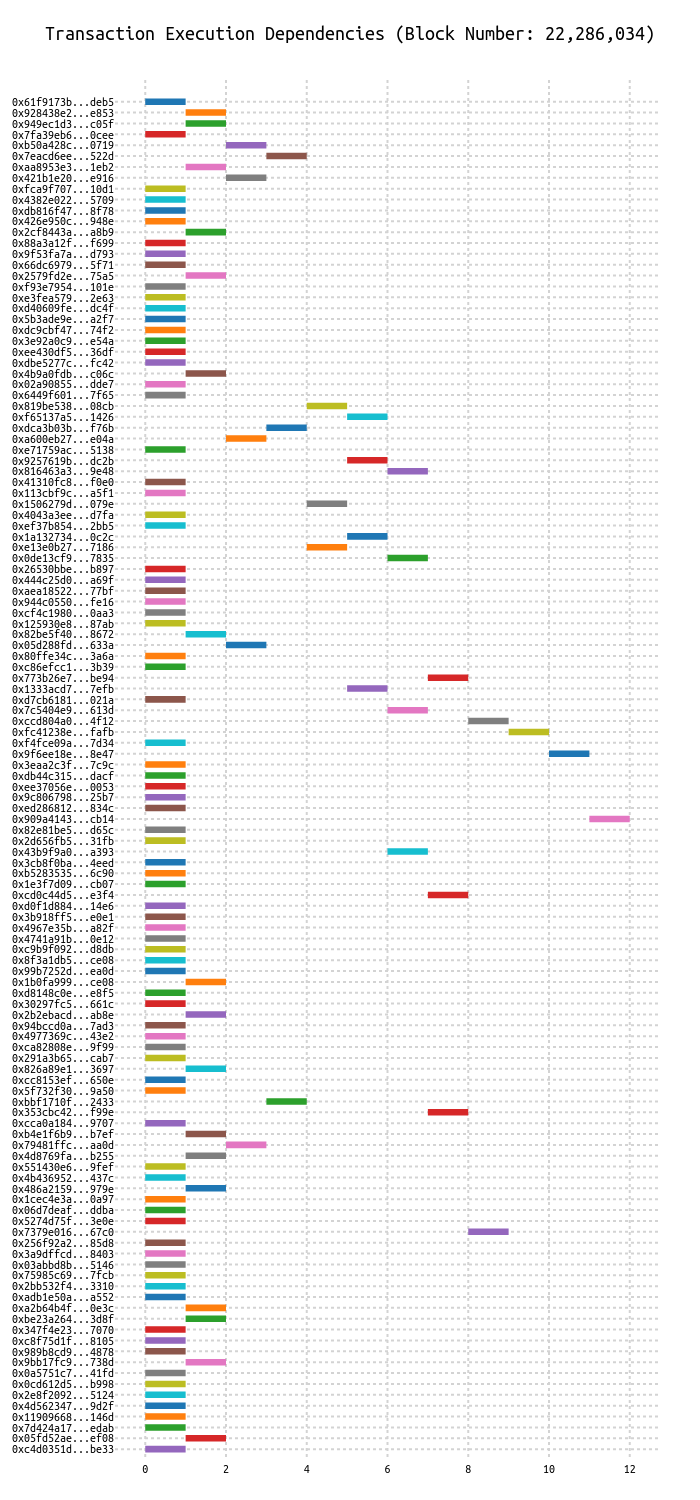 Transaction Execution Dependencies (Block Number: 22,286,034)
0x61f9173b...deb5
0x928438e2...e853
0x949ec1d3...c05f
0x7fa39eb6...0cee
0xb50a428c...0719
0x7eacd6ee...522d
0xaa8953e3...1eb2
0x421b1e20...e916
0xfca9f707...10d1
0x4382e022...5709
0xdb816f47...8f78
0x426e950c...948e
0x2cf8443a...a8b9
0x88a3a12f...f699
0x9f53fa7a...d793
0x66dc6979...5f71
0x2579fd2e...75a5
0xf93e7954...101e
0xe3fea579...2e63
0xd40609fe...dc4f
0x5b3ade9e...a2f7
0xdc9cbf47...74f2
0x3e92a0c9...e54a
0xee430df5...36df
0xdbe5277c...fc42
0x4b9a0fdb...c06c
0x02a90855...dde7
0x6449f601...7f65
0x819be538...08cb
0xf65137a5...1426
0xdca3b03b...f76b
0xa600eb27...e04a
0xe71759ac...5138
0x9257619b...dc2b
0x816463a3...9e48
0x41310fc8...f0e0
0x113cbf9c...a5f1
0x1506279d...079e
0x4043a3ee...d7fa
0xef37b854...2bb5
0x1a132734...0c2c
0xe13e0b27...7186
0x0de13cf9...7835
0x26530bbe...b897
0x444c25d0...a69f
0xaea18522...77bf
0x944c0550...fe16
0xcf4c1980...0aa3
0x125930e8...87ab
0x82be5f40...8672
0x05d288fd...633a
0x80ffe34c...3a6a
0xc86efcc1...3b39
0x773b26e7...be94
0x1333acd7...7efb
0xd7cb6181...021a
0x7c5404e9...613d
0xccd804a0...4f12
0xfc41238e...fafb
0xf4fce09a...7d34
0x9f6ee18e...8e47
0x3eaa2c3f...7c9c
0xdb44c315...dacf
0xee37056e...0053
0x9c806798...25b7
0xed286812...834c
0x909a4143...cb14
0x82e81be5...d65c
0x2d656fb5...31fb
0x43b9f9a0...a393
0x3cb8f0ba...4eed
0xb5283535...6c90
0x1e3f7d09...cb07
0xcd0c44d5...e3f4
0xd0f1d884...14e6
0x3b918ff5...e0e1
0x4967e35b...a82f
0x4741a91b...0e12
0xc9b9f092...d8db
0x8f3a1db5...ce08
0x99b7252d...ea0d
0x1b0fa999...ce08
0xd8148c0e...e8f5
0x30297fc5...661c
0x2b2ebacd...ab8e
0x94bccd0a...7ad3
0x4977369c...43e2
0xca82808e...9f99
0x291a3b65...cab7
0x826a89e1...3697
0xcc8153ef...650e
0x5f732f30...9a50
0xbbf1710f...2433
0x353cbc42...f99e
0xcca0a184...9707
0xb4e1f6b9...b7ef
0x79481ffc...aa0d
0x4d8769fa...b255
0x551430e6...9fef
0x4b436952...437c
0x486a2159...979e
0x1cec4e3a...0a97
0x06d7deaf...ddba
0x5274d75f...3e0e
0x7379e016...67c0
0x256f92a2...85d8
0x3a9dffcd...8403
0x03abbd8b...5146
0x75985c69...7fcb
0x2bb532f4...3310
0xadb1e50a...a552
0xa2b64b4f...0e3c
0xbe23a264...3d8f
0x347f4e23...7070
0xc8f75d1f...8105
0x989b8cd9...4878
0x9bb17fc9...738d
0x0a5751c7...41fd
0x0cd612d5...b998
0x2e8f2092...5124
0x4d562347...9d2f
0x11909668...146d
0x7d424a17...edab
0x05fd52ae...ef08
0xc4d0351d...be33
0 2 4 6 8 10 12